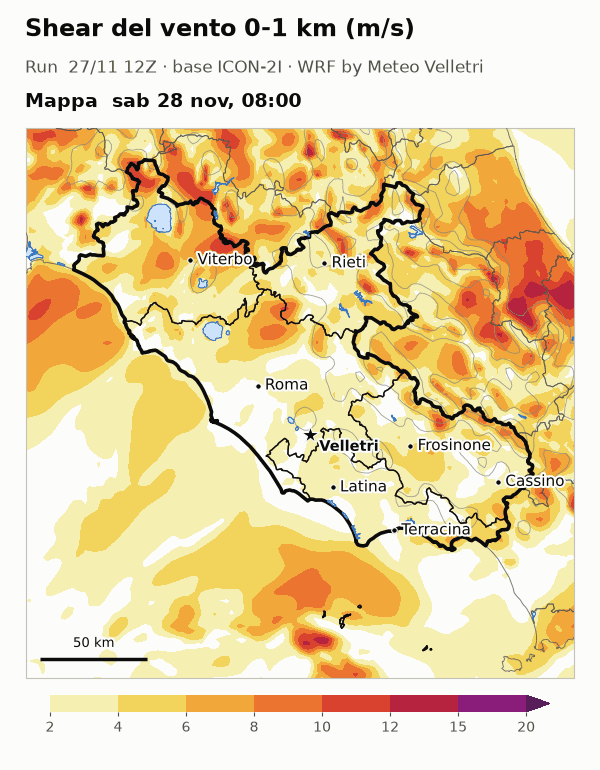 Shear del vento 0-1 km (m/s)
Run 27/11 12Z · base ICON-2I · WRF by Meteo Velletri
Mappa sab 28 nov, 08:00
Viterbo
Rieti
Roma
Velletri
Frosinone
Cassino
Latina
Terracina
50 km
2 4 6 8 10 12 15 20